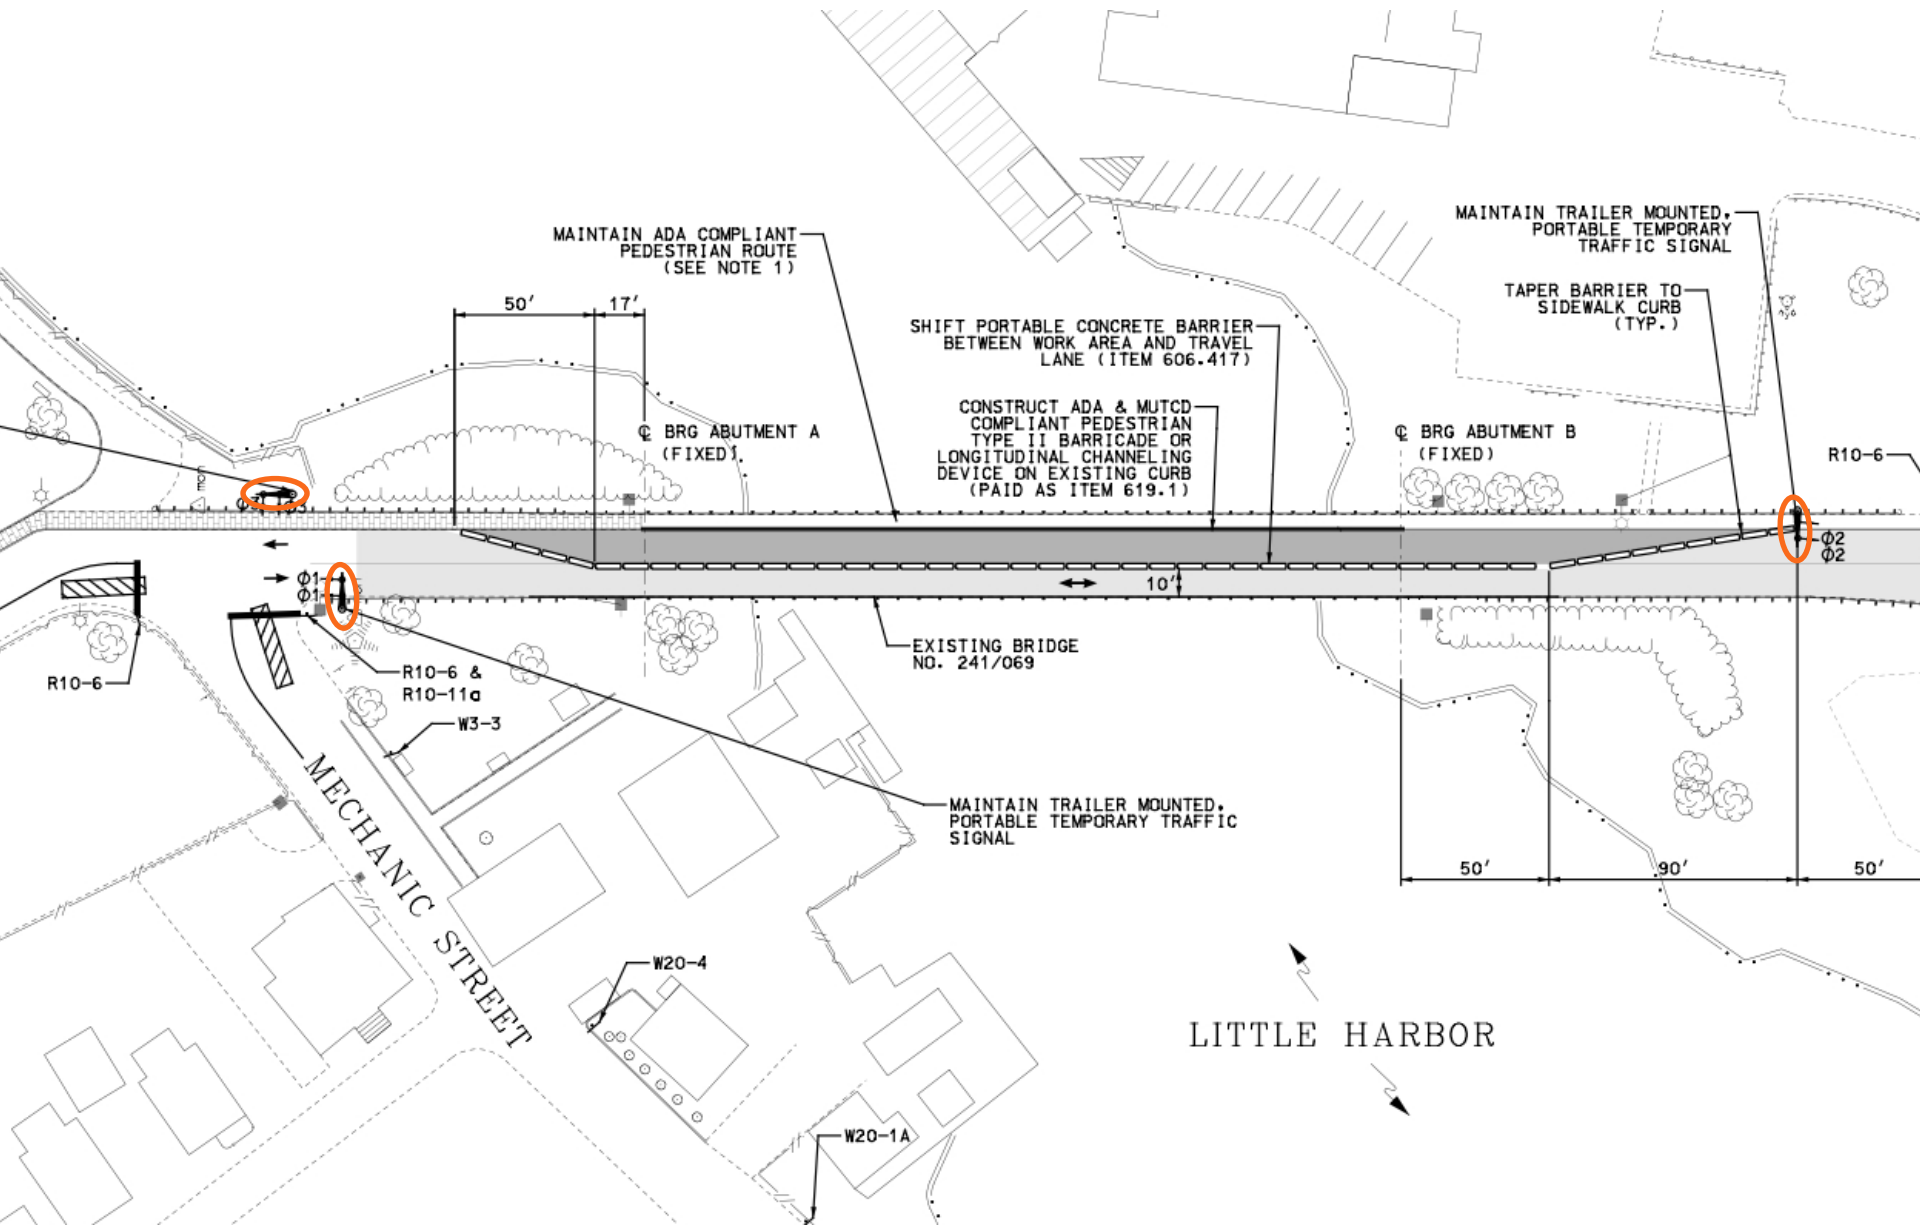 MAINTAIN TRAILER MOUNTED,
PORTABLE TEMPORARY
TRAFFIC SIGNAL
MAINTAIN ADA COMPLIANT
PEDESTRIAN ROUTE
(SEE NOTE 1)
TAPER BARRIER TO
SIDEWALK CURB
(TYP.)
50' 17'
SHIFT PORTABLE CONCRETE BARRIER
BETWEEN WORK AREA AND TRAVEL
LANE (ITEM 606.417)
CONSTRUCT ADA & MUTCD
COMPLIANT PEDESTRIAN
TYPE II BARRICADE OR
LONGITUDINAL CHANNELING
DEVICE ON EXISTING CURB
(PAID AS ITEM 619.1)
℄ BRG ABUTMENT A
(FIXED)
℄ BRG ABUTMENT B
(FIXED)
R10-6
Ø2
Ø2
Ø1
Ø1
10'
EXISTING BRIDGE
NO. 241/069
R10-6
R10-6 &
R10-11a
W3-3
MECHANIC STREET
MAINTAIN TRAILER MOUNTED,
PORTABLE TEMPORARY TRAFFIC
SIGNAL
50' 90' 50'
W20-4
LITTLE HARBOR
W20-1A